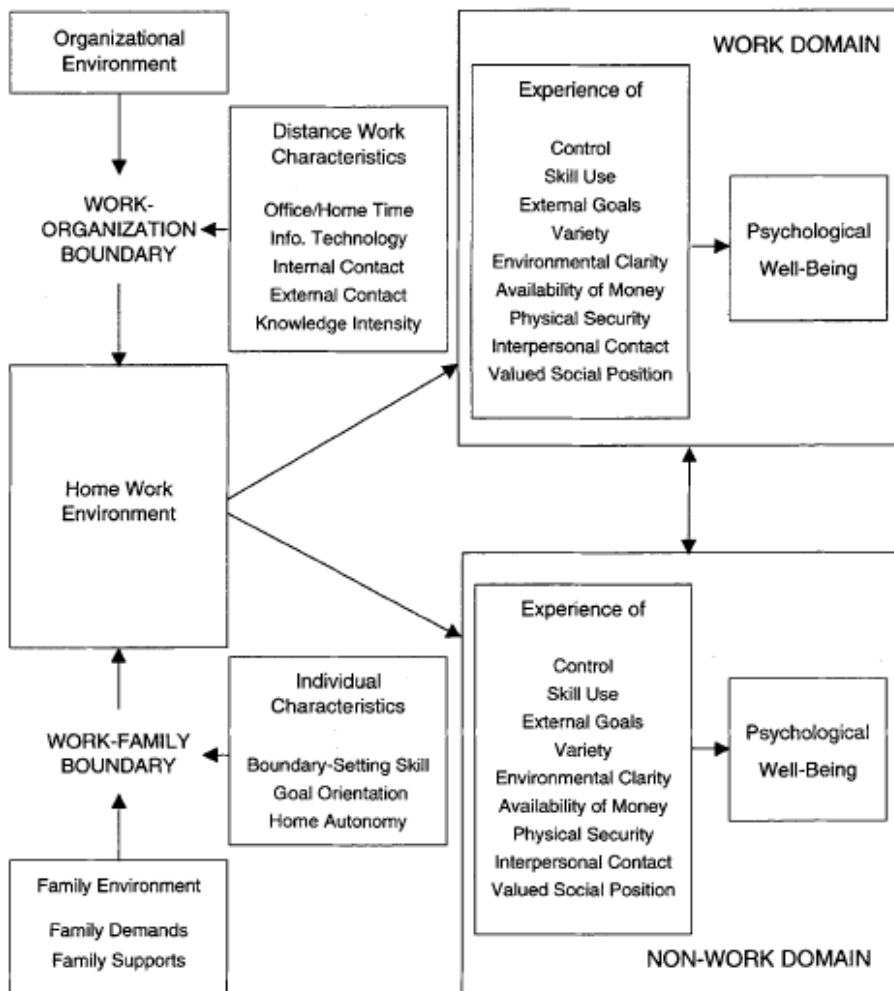 Organizational
Environment
WORK DOMAIN
Distance Work
Characteristics
Office/Home Time
Info. Technology
Internal Contact
External Contact
Knowledge Intensity
WORK-
ORGANIZATION
BOUNDARY
Experience of
Control
Skill Use
External Goals
Variety
Environmental Clarity
Availability of Money
Physical Security
Interpersonal Contact
Valued Social Position
Psychological
Well-Being
Home Work
Environment
Individual
Characteristics
Boundary-Setting Skill
Goal Orientation
Home Autonomy
WORK-FAMILY
BOUNDARY
Family Environment
Family Demands
Family Supports
Experience of
Control
Skill Use
External Goals
Variety
Environmental Clarity
Availability of Money
Physical Security
Interpersonal Contact
Valued Social Position
Psychological
Well-Being
NON-WORK DOMAIN